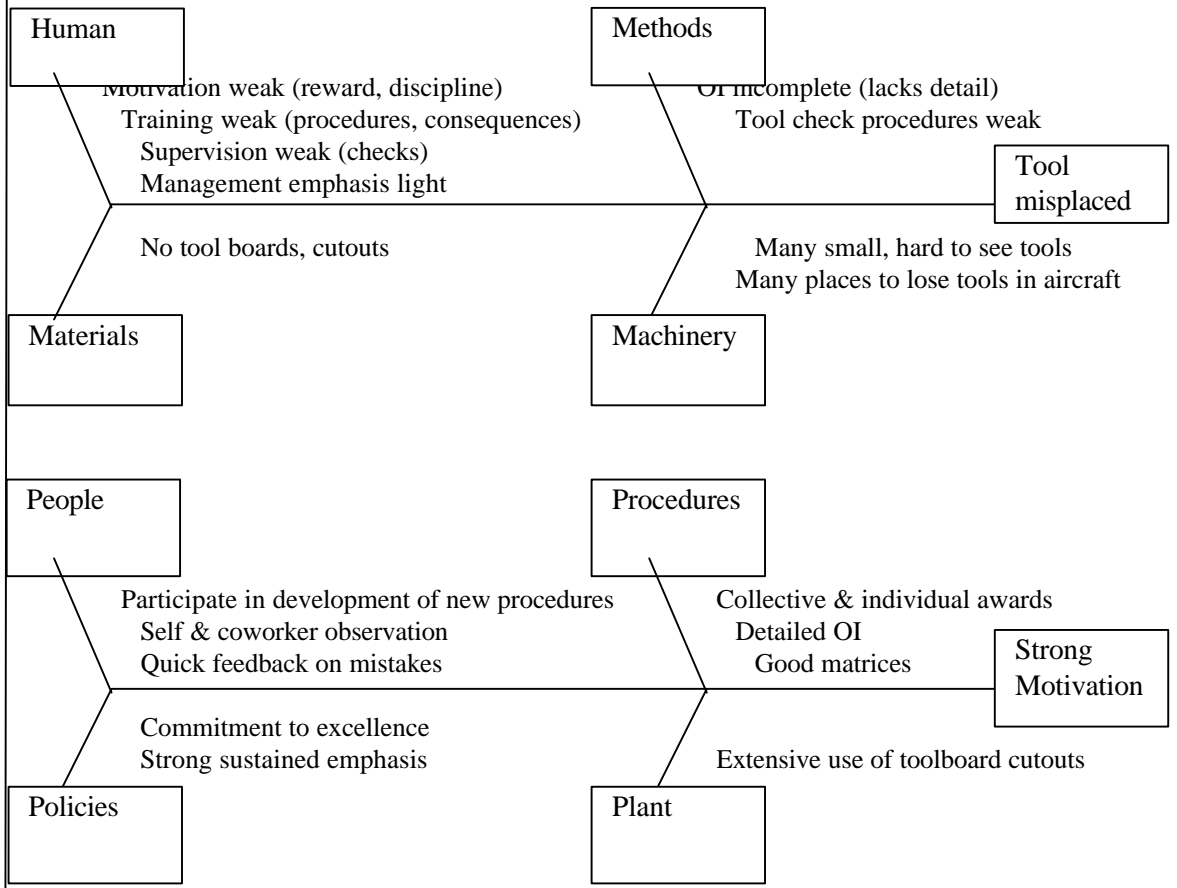 Human
Methods
Motivation weak (reward, discipline)
OI incomplete (lacks detail)
Training weak (procedures, consequences)
Tool check procedures weak
Supervision weak (checks)
Management emphasis light
Tool
misplaced
No tool boards, cutouts
Many small, hard to see tools
Many places to lose tools in aircraft
Materials
Machinery
People
Procedures
Participate in development of new procedures
Self & coworker observation
Quick feedback on mistakes
Collective & individual awards
Detailed OI
Good matrices
Strong
Motivation
Commitment to excellence
Strong sustained emphasis
Extensive use of toolboard cutouts
Policies
Plant